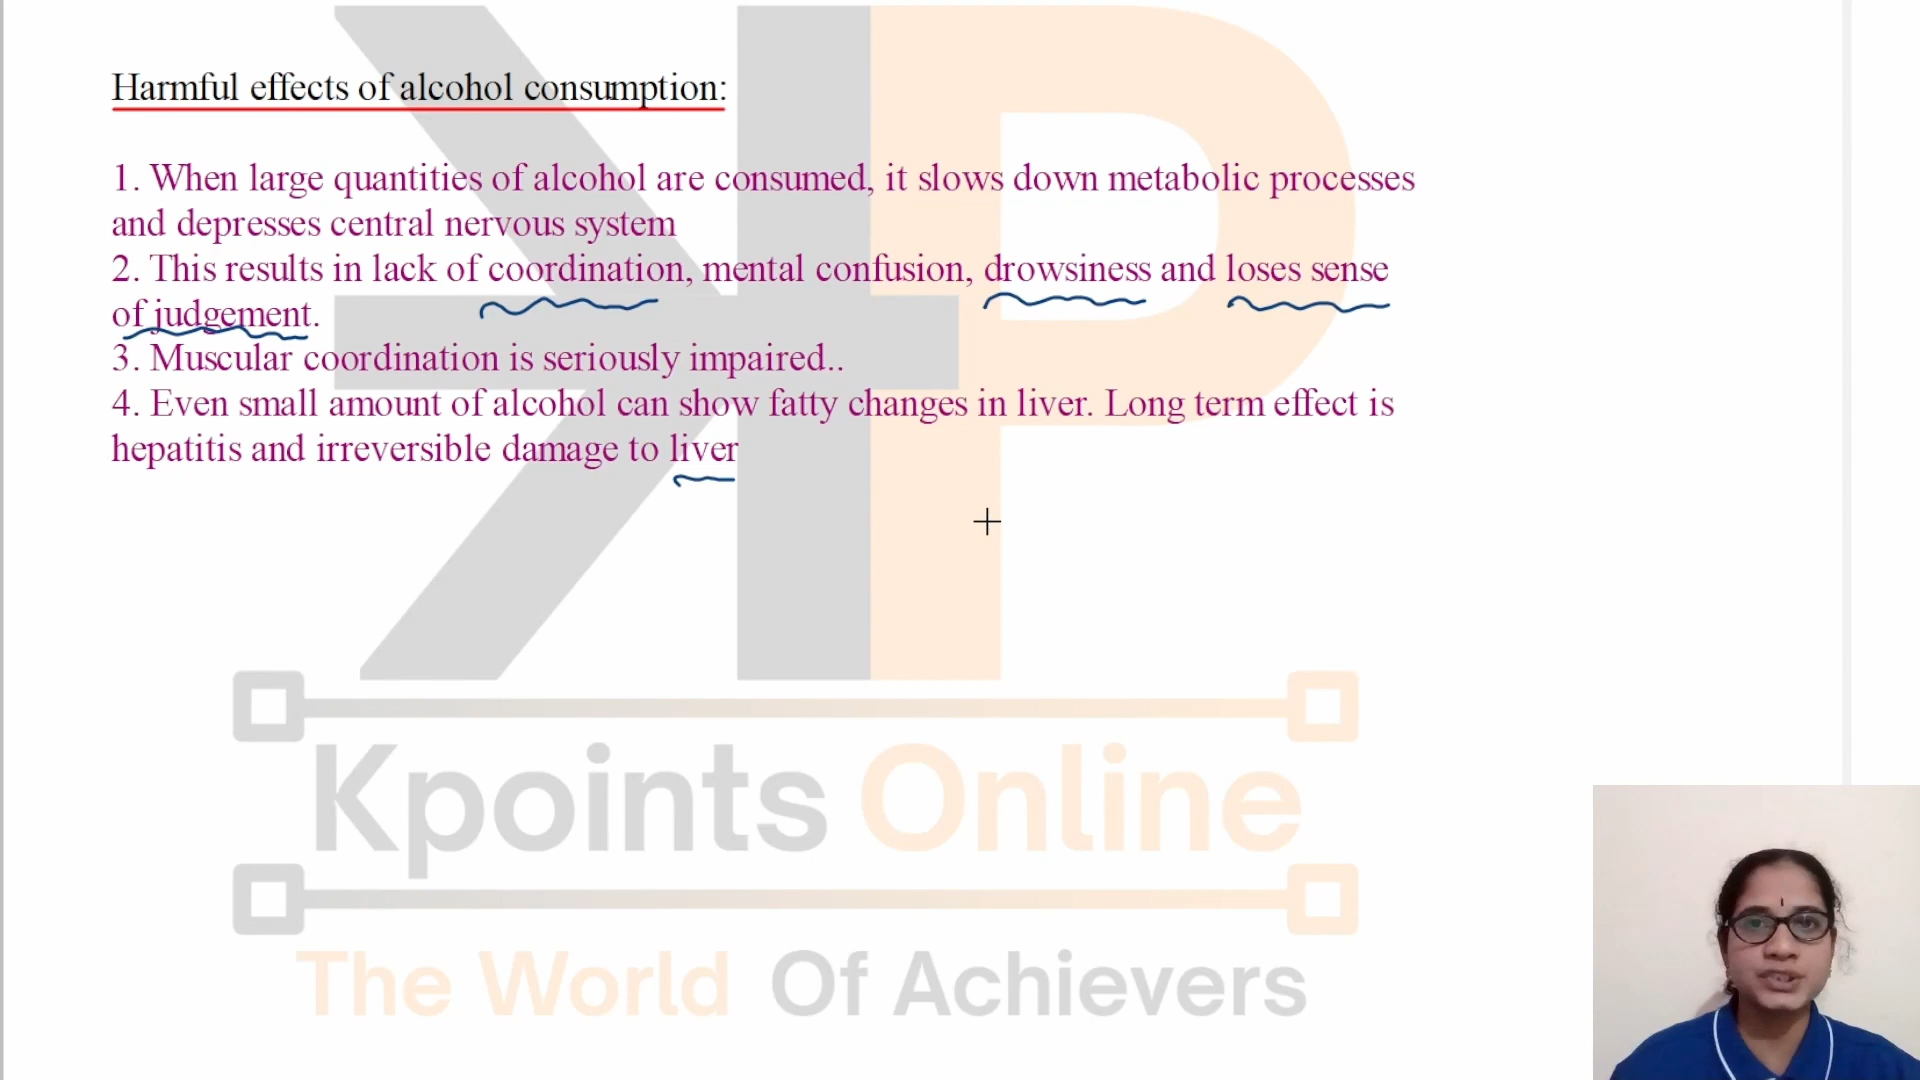 Harmful effects of alcohol consumption:
1. When large quantities of alcohol are consumed, it slows down metabolic processes
and depresses central nervous system
2. This results in lack of coordination, mental confusion, drowsiness and loses sense
of judgement.
3. Muscular coordination is seriously impaired..
4. Even small amount of alcohol can show fatty changes in liver. Long term effect is
hepatitis and irreversible damage to liver
KP
Kpoints Online
The World Of Achievers